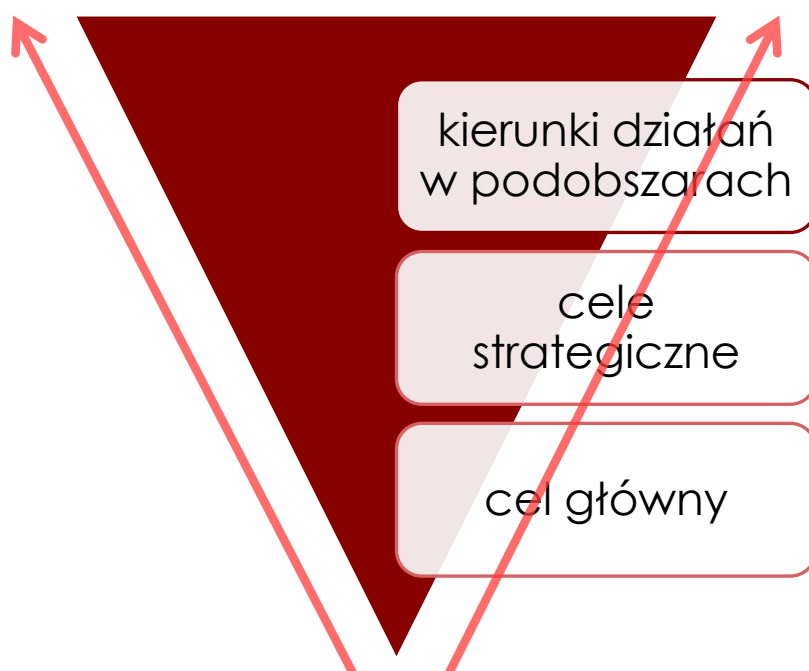 kierunki działań
w podobszarach
cele
strategiczne
cel główny